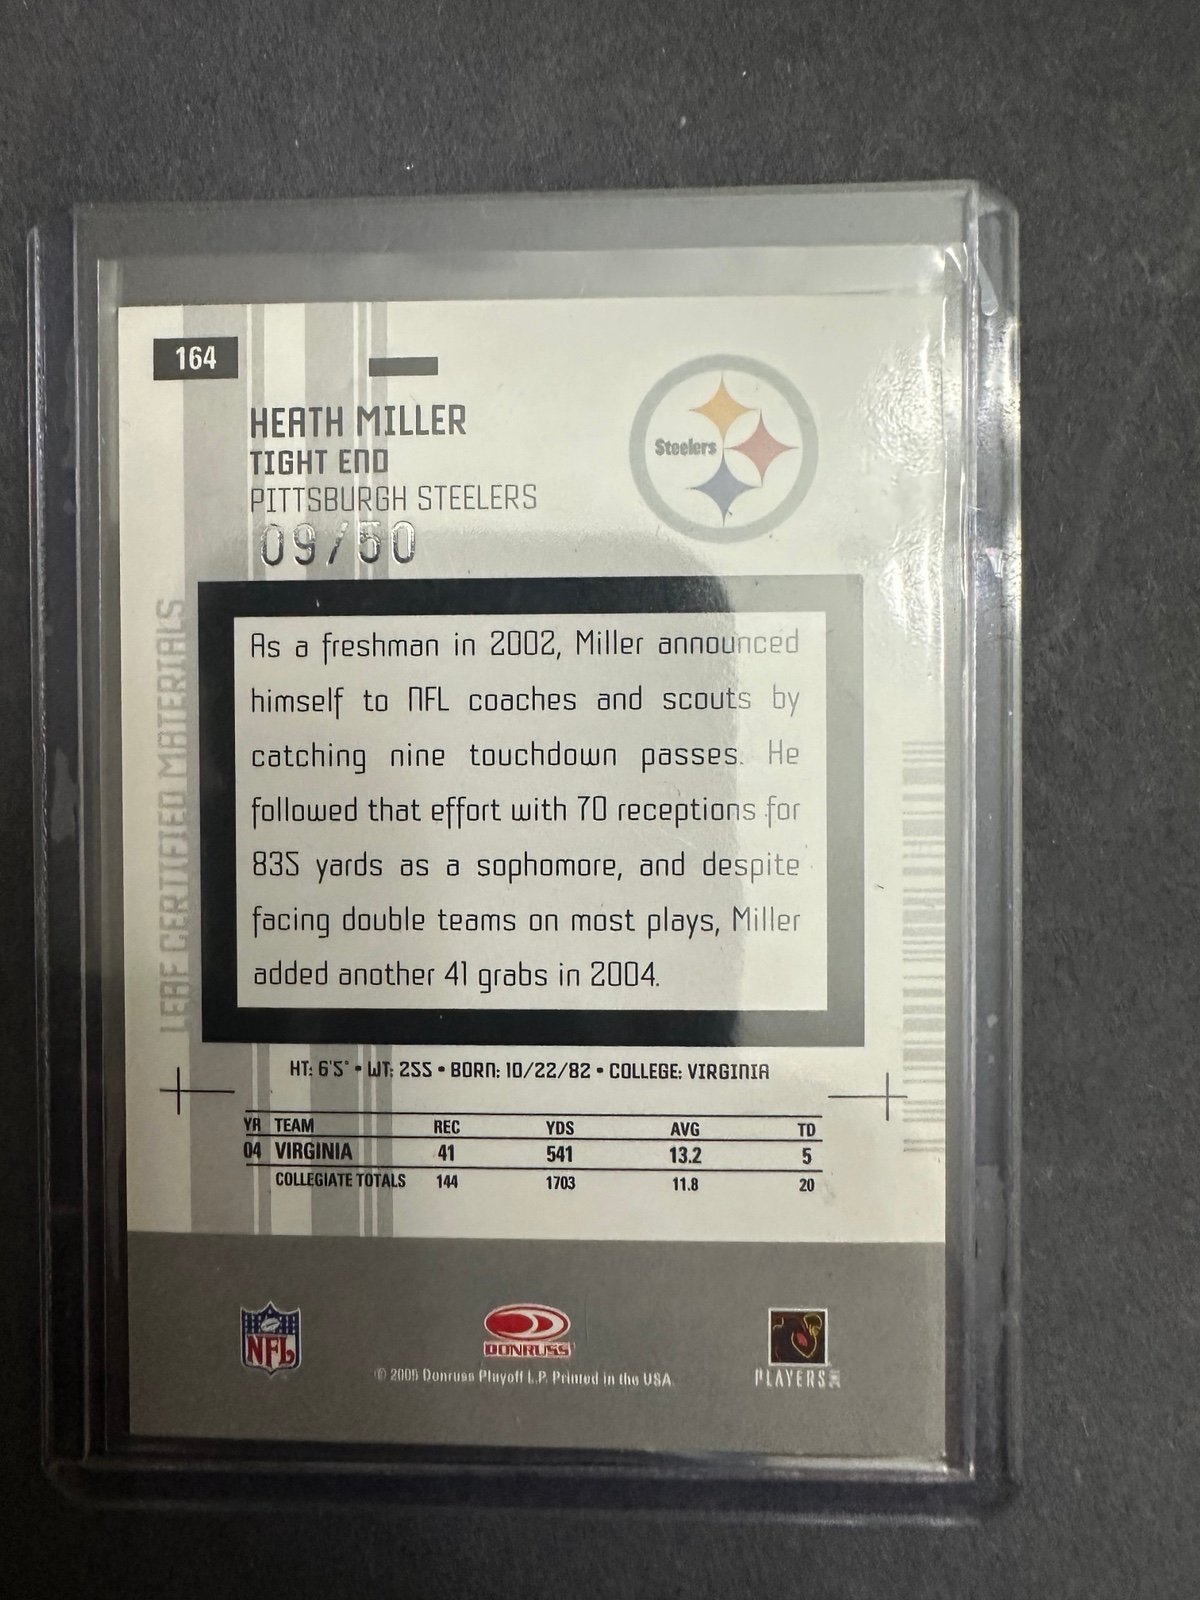 164
HEATH MILLER
TIGHT END
PITTSBURGH STEELERS
Steelers
09/50
LEAF CERTIFIED MATERIALS
As a freshman in 2002, Miller announced
himself to NFL coaches and scouts by
catching nine touchdown passes. He
followed that effort with 70 receptions for
835 yards as a sophomore, and despite
facing double teams on most plays, Miller
added another 41 grabs in 2004.
HT: 6'5" • WT: 255 • BORN: 10/22/82 • COLLEGE: VIRGINIA
YR TEAM REC YDS AVG TD
04 VIRGINIA 41 541 13.2 5
COLLEGIATE TOTALS 144 1703 11.8 20
NFL
DONRUSS
PLAYERS
© 2005 Donruss Playoff L.P. Printed in the USA.